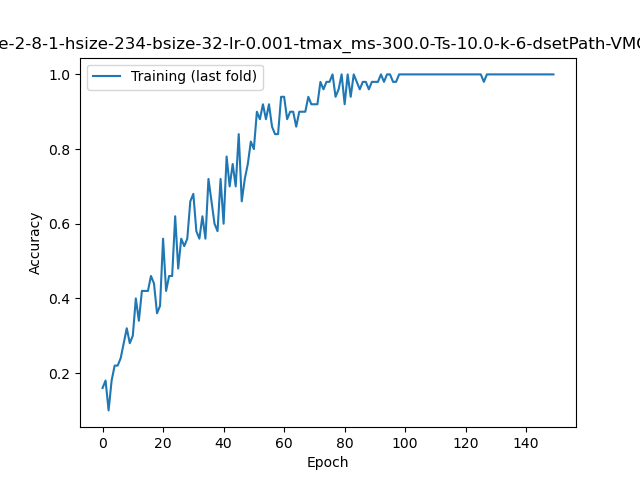 e-2-8-1-hsize-234-bsize-32-lr-0.001-tmax_ms-300.0-Ts-10.0-k-6-dsetPath-VMC
Training (last fold)
1.0
0.8
0.6
0.4
0.2
Accuracy
0 20 40 60 80 100 120 140
Epoch